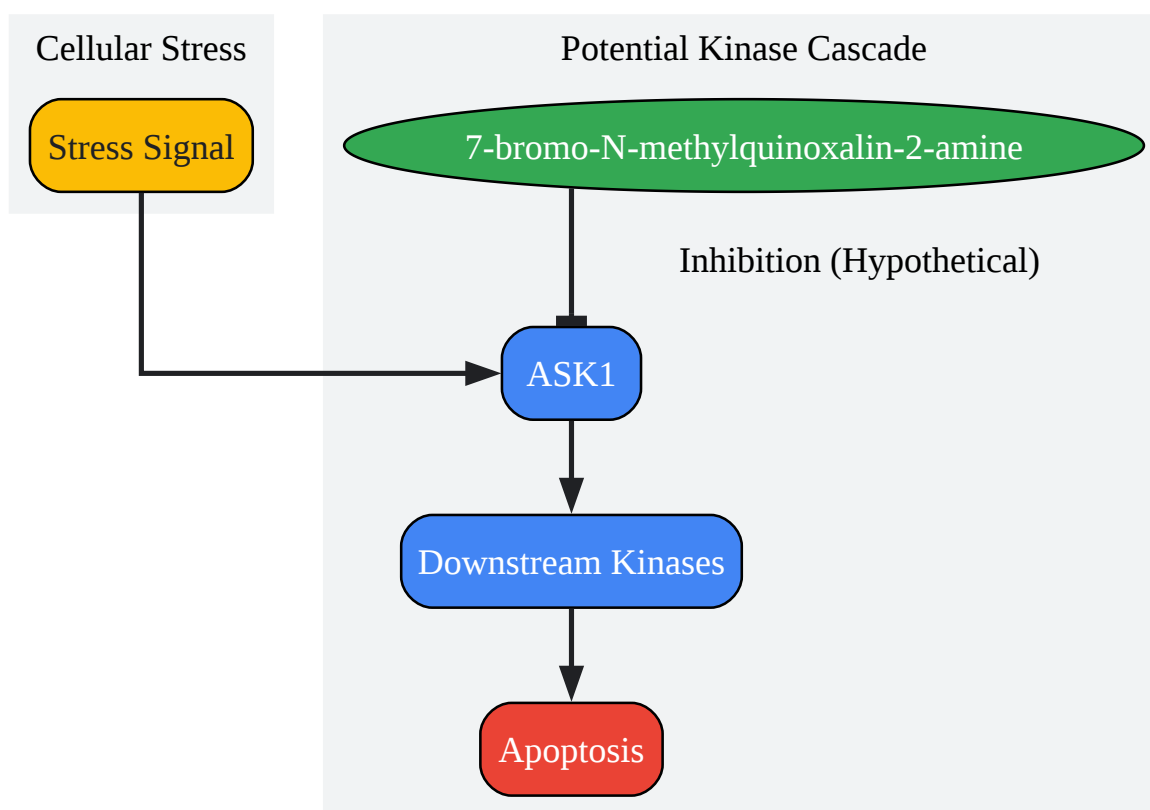 Cellular Stress
Stress Signal
Potential Kinase Cascade
7-bromo-N-methylquinoxalin-2-amine
Inhibition (Hypothetical)
ASK1
Downstream Kinases
Apoptosis